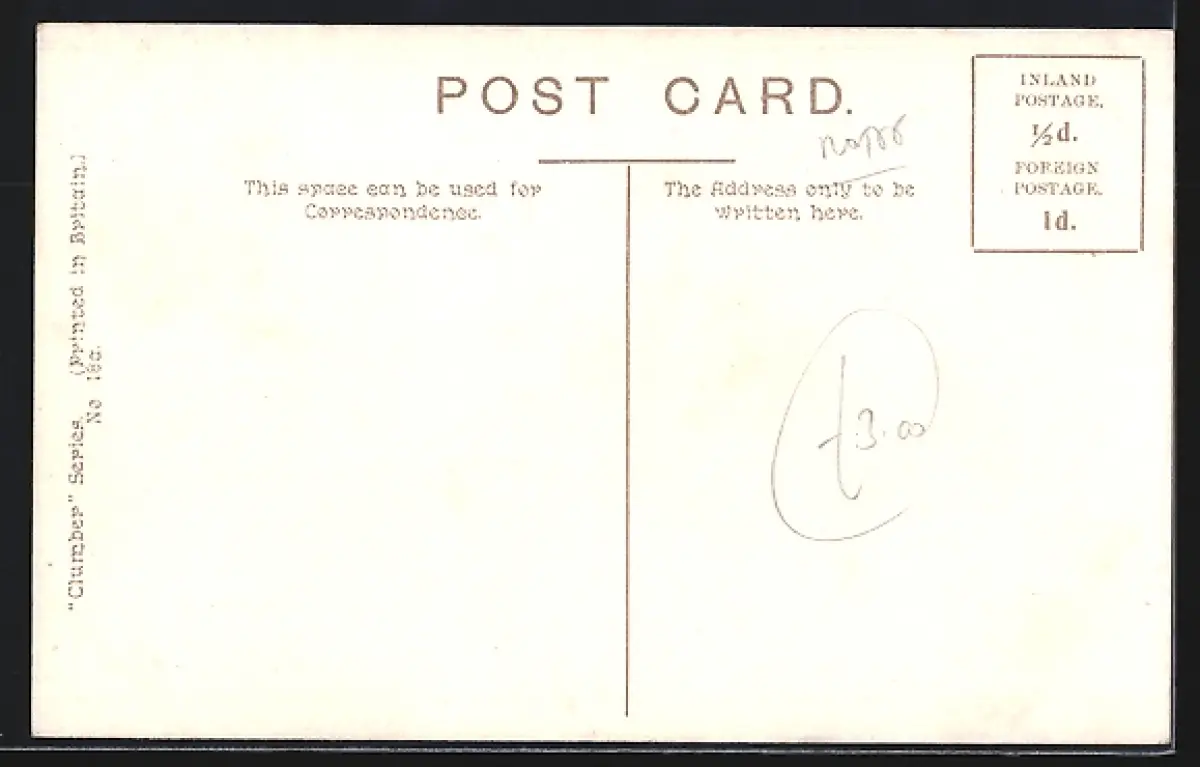 POST CARD.
INLAND
POSTAGE,
½d.
FOREIGN
POSTAGE.
1d.
This space can be used for
Correspondence.
The Address only to be
written here.
£3.00
"Clumber" Series. (Printed in Britain.)